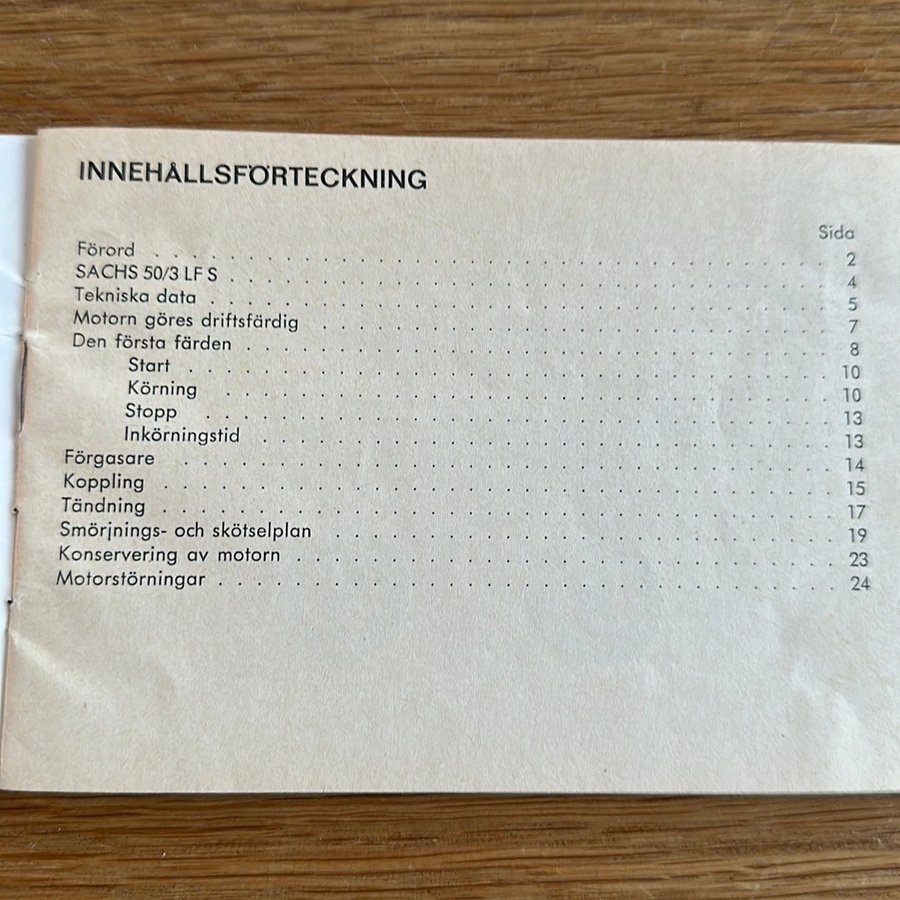 INNEHÅLLSFÖRTECKNING
Sida
Förord . . . . . . . . . . . . . . . . . . . . . . . . . . . . 2
SACHS 50/3 LF S . . . . . . . . . . . . . . . . . . . . . . . . . 4
Tekniska data . . . . . . . . . . . . . . . . . . . . . . . . . . 5
Motorn göres driftsfärdig . . . . . . . . . . . . . . . . . . . . . 7
Den första färden . . . . . . . . . . . . . . . . . . . . . . . . 8
Start . . . . . . . . . . . . . . . . . . . . . . . . . . . 10
Körning . . . . . . . . . . . . . . . . . . . . . . . . . . 10
Stopp . . . . . . . . . . . . . . . . . . . . . . . . . . 13
Inkörningstid . . . . . . . . . . . . . . . . . . . . . . . . 13
Förgasare . . . . . . . . . . . . . . . . . . . . . . . . . . . 14
Koppling . . . . . . . . . . . . . . . . . . . . . . . . . . . . 15
Tändning . . . . . . . . . . . . . . . . . . . . . . . . . . . . 17
Smörjnings- och skötselplan . . . . . . . . . . . . . . . . . . . . . 19
Konservering av motorn . . . . . . . . . . . . . . . . . . . . . . 23
Motorstörningar . . . . . . . . . . . . . . . . . . . . . . . . . 24